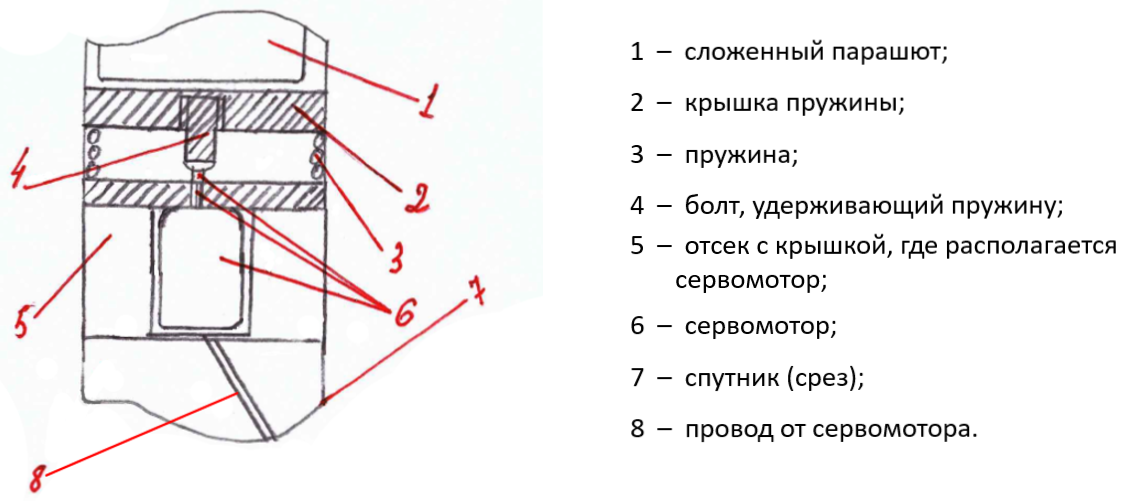 1
4
2
3
5
6
7
8
1 – сложенный парашют;
2 – крышка пружины;
3 – пружина;
4 – болт, удерживающий пружину;
5 – отсек с крышкой, где располагается
сервомотор;
6 – сервомотор;
7 – спутник (срез);
8 – провод от сервомотора.